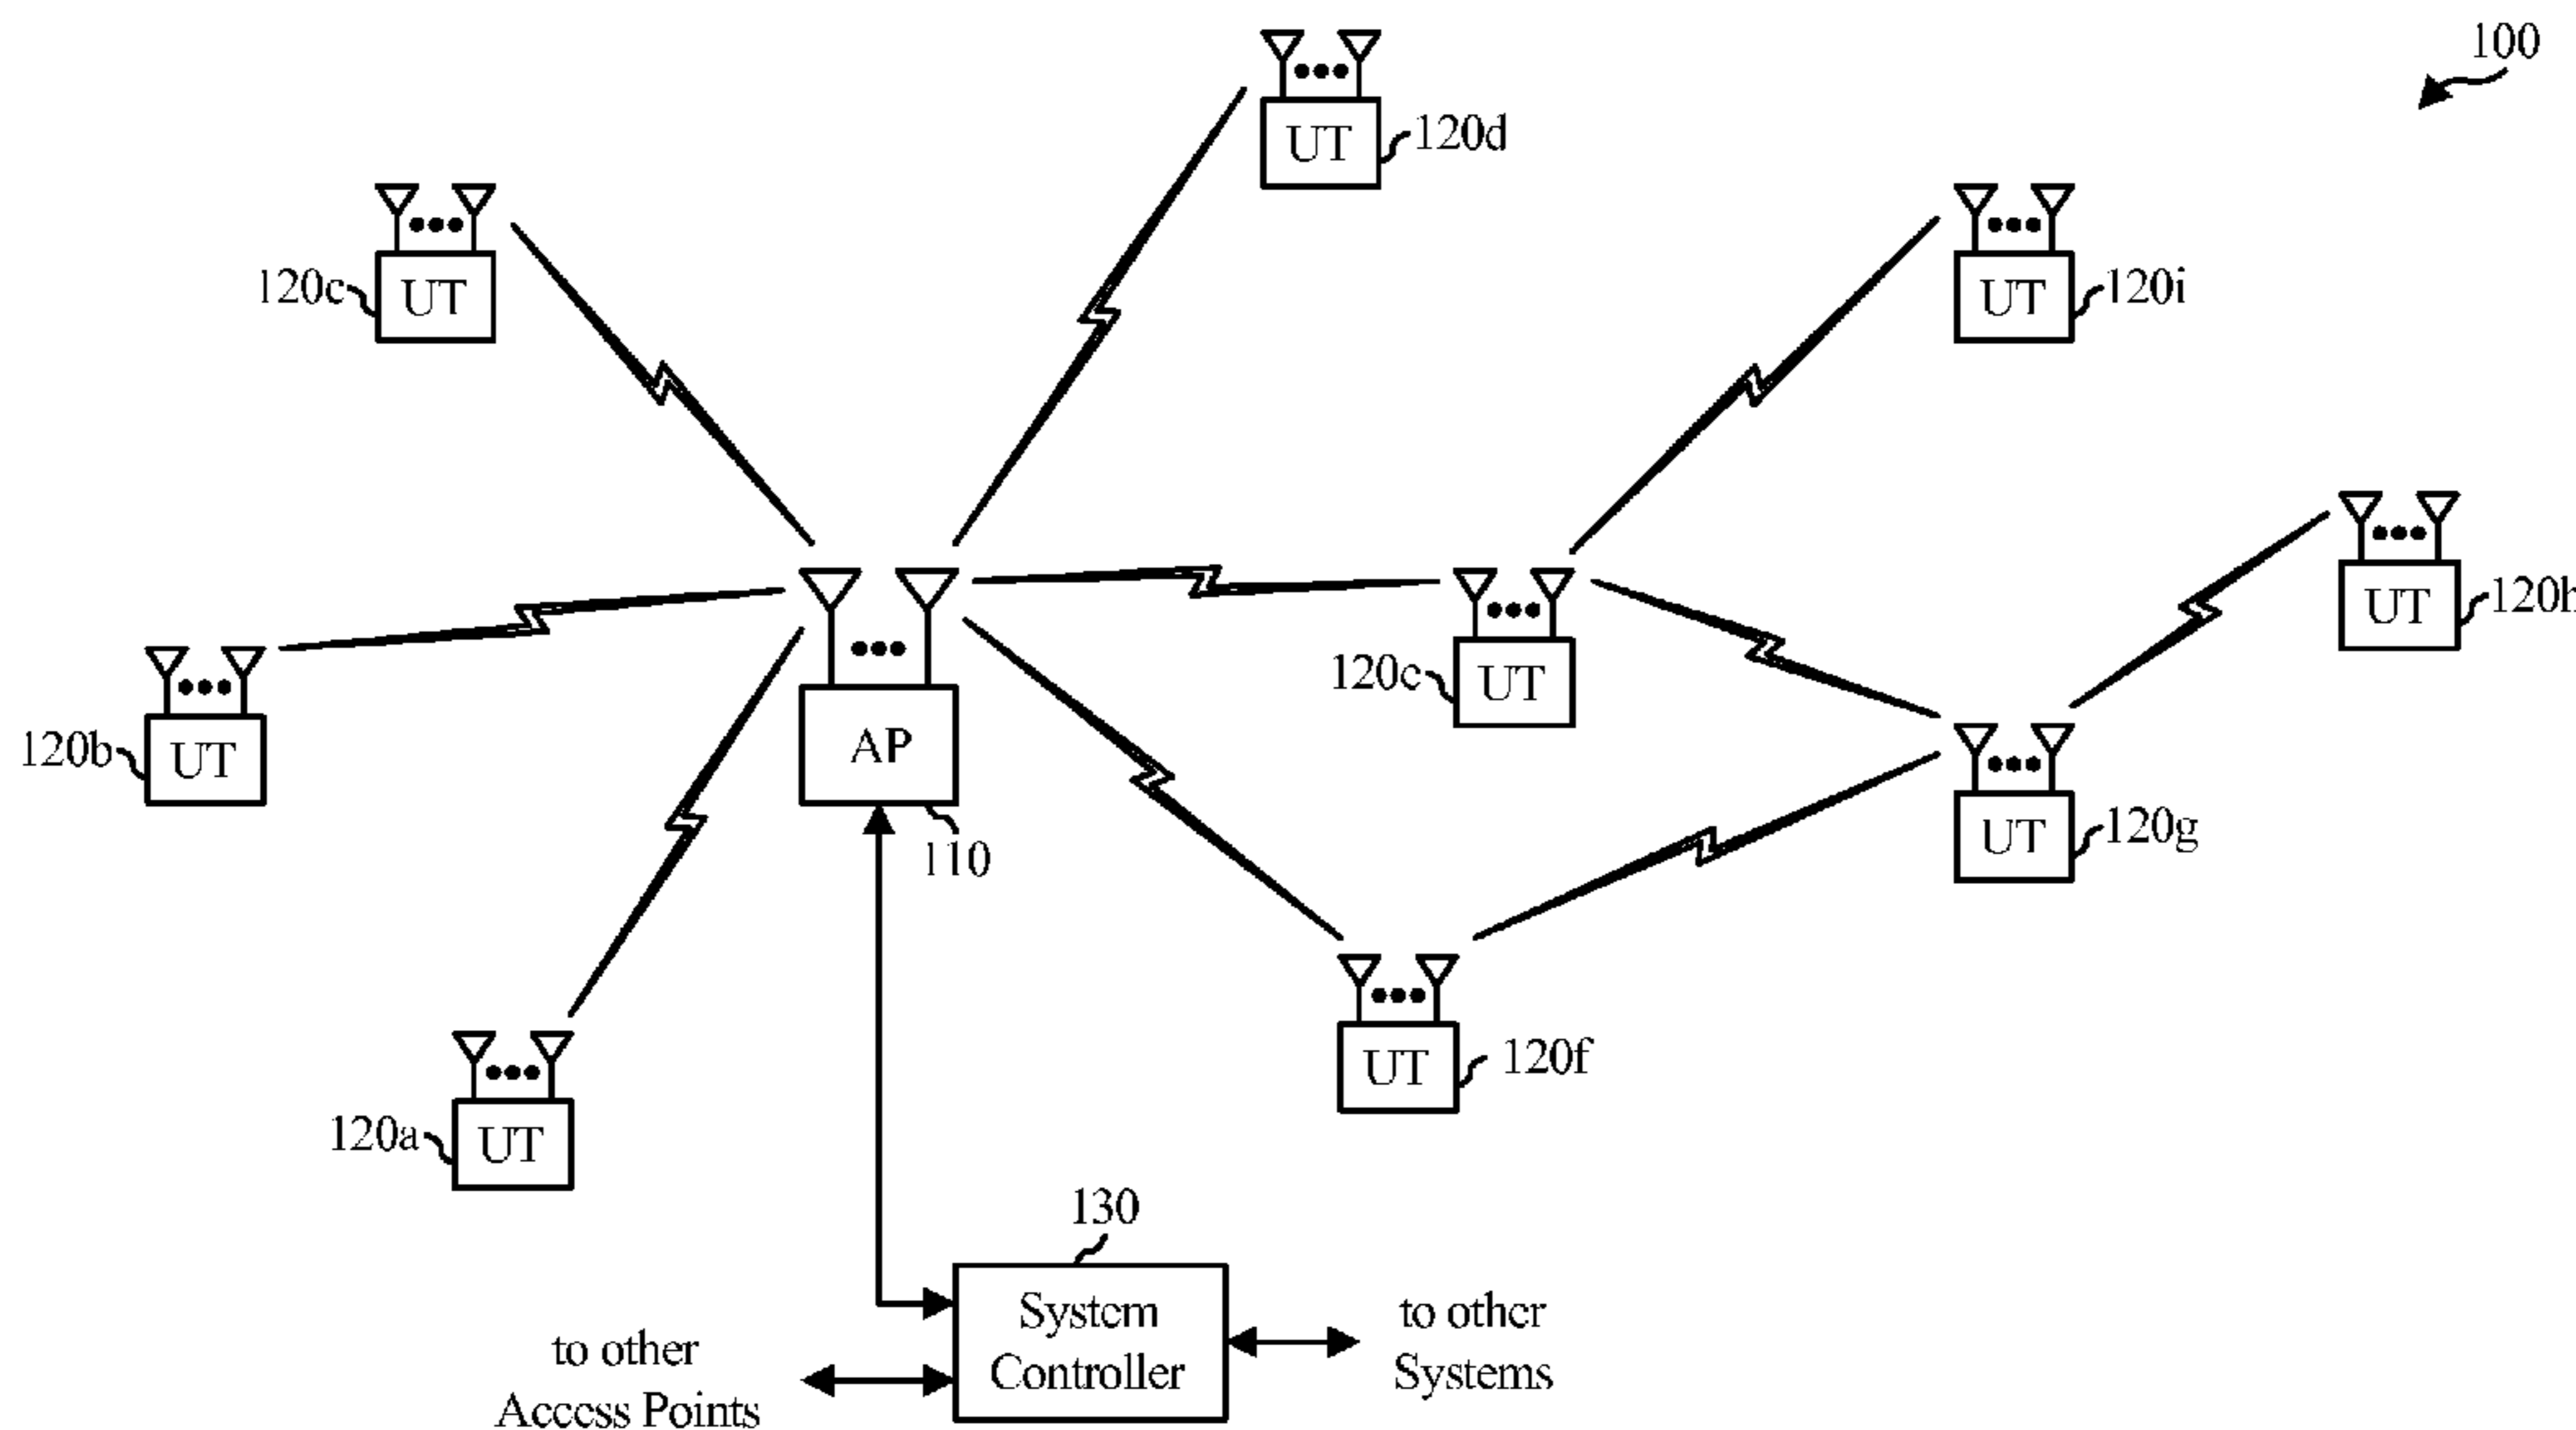 100
UT
120d
120c
UT
UT
120i
UT
120h
120e
UT
120b
UT
AP
110
UT
120g
UT
120f
120a
UT
130
System
Controller
to other
Systems
to other
Access Points